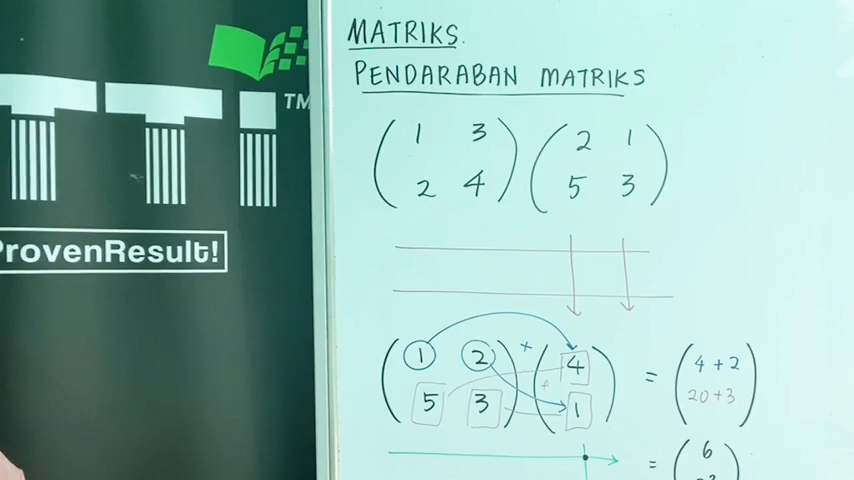 TTi™
ProvenResult!
MATRIKS.
PENDARABAN MATRIKS
(1 3) (2 1)
(2 4) (5 3)
(1 2) + (4) = (4 + 2)
(5 3) + (1) (20 + 3)
= (6